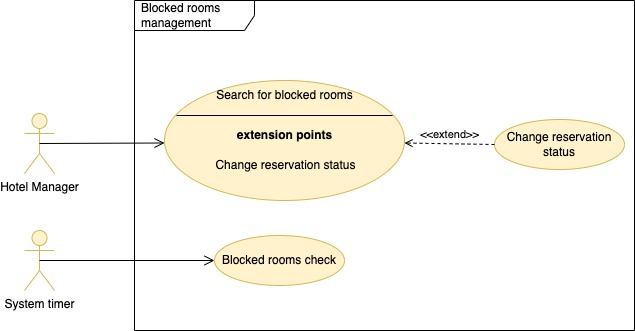 Blocked rooms
management
Search for blocked rooms
extension points
Change reservation status
<<extend>>
Change reservation
status
Hotel Manager
Blocked rooms check
System timer